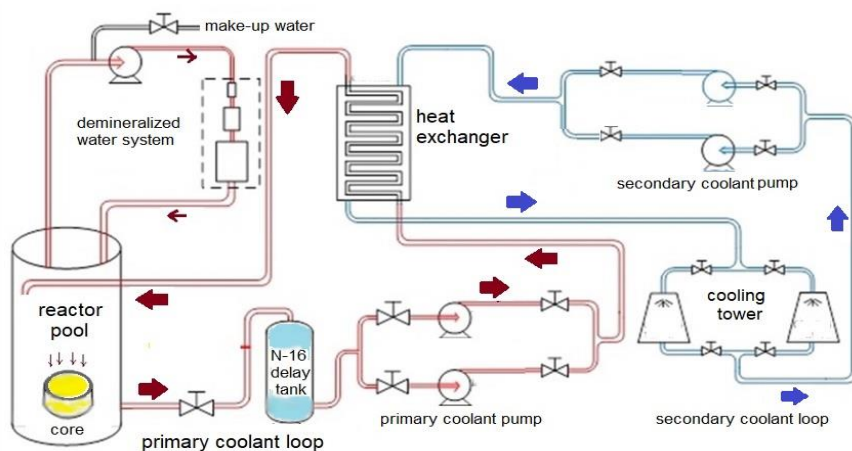 make-up water
demineralized
water system
heat
exchanger
secondary coolant pump
reactor
pool
core
N-16
delay
tank
primary coolant pump
cooling
tower
primary coolant loop
secondary coolant loop